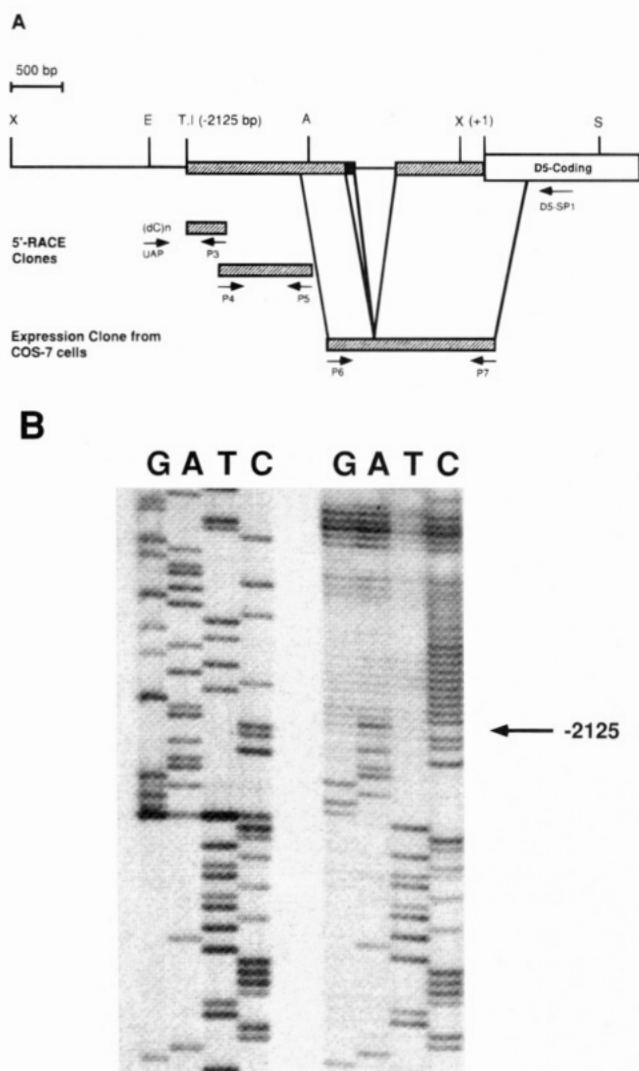 A
500 bp
X E T.I (-2125 bp) A X (+1) S
D5-Coding
D5-SP1
(dC)n
5'-RACE
Clones
UAP P3
P4 P5
Expression Clone from
COS-7 cells
P6 P7
B
G A T C G A T C
-2125